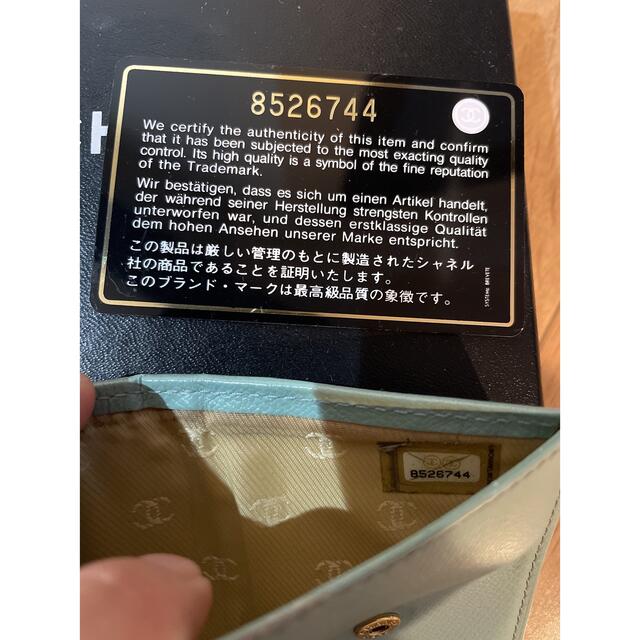 8526744
We certify the authenticity of this item and confirm
that it has been subjected to the most exacting quality
control. Its high quality is a symbol of the fine reputation
of the Trademark.
Wir bestätigen, dass es sich um einen Artikel handelt,
der während seiner Herstellung strengsten Kontrollen
unterworfen war, und dessen erstklassige Qualität
dem hohen Ansehen unserer Marke entspricht.
この製品は厳しい管理のもとに製造されたシャネル
社の商品であることを証明いたします。
このブランド・マークは最高級品質の象徴です。
SYSTEME BREVETE
8526744